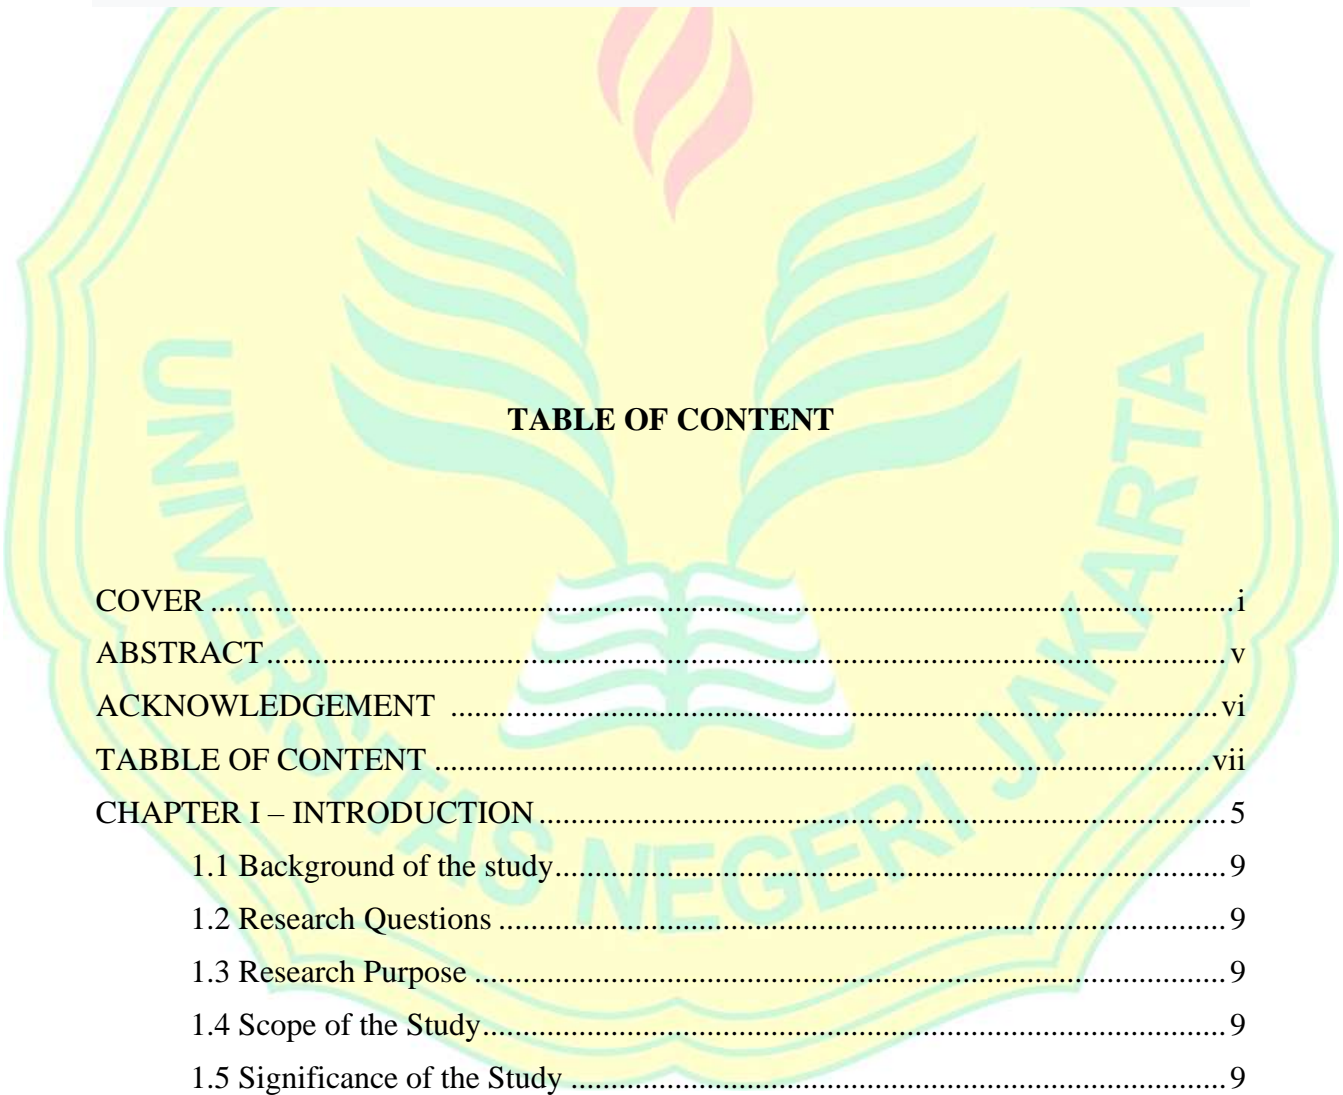 TABLE OF CONTENT
COVER ........ i
ABSTRACT ........ v
ACKNOWLEDGEMENT ........ vi
TABBLE OF CONTENT ........ vii
CHAPTER I – INTRODUCTION ........ 5
1.1 Background of the study ........ 9
1.2 Research Questions ........ 9
1.3 Research Purpose ........ 9
1.4 Scope of the Study ........ 9
1.5 Significance of the Study ........ 9
UNIVERSITAS NEGERI JAKARTA